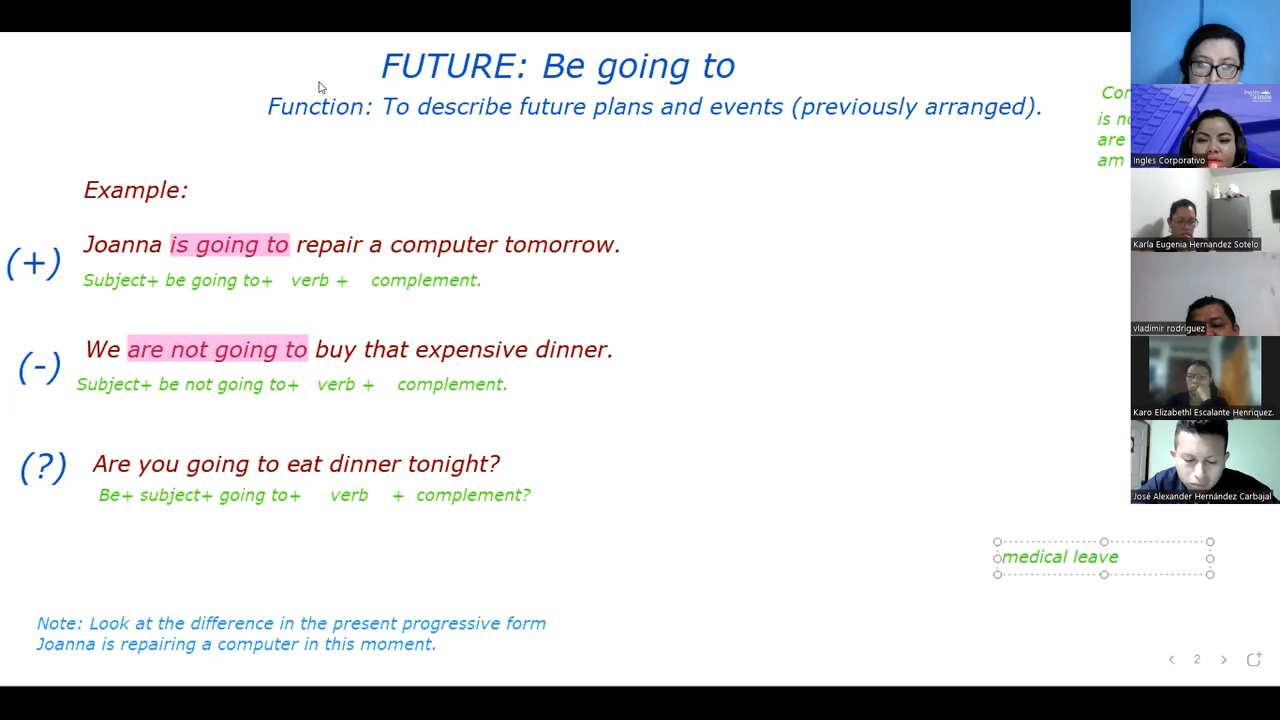 FUTURE: Be going to
Function: To describe future plans and events (previously arranged).
Con
is no
are
am
Example:
(+)
Joanna is going to repair a computer tomorrow.
Subject+ be going to+ verb + complement.
(-)
We are not going to buy that expensive dinner.
Subject+ be not going to+ verb + complement.
(?)
Are you going to eat dinner tonight?
Be+ subject+ going to+ verb + complement?
medical leave
Note: Look at the difference in the present progressive form
Joanna is repairing a computer in this moment.
2
Ingles Corporativo
Karla Eugenia Hernandez Sotelo
vladimir rodriguez
Karo Elizabethl Escalante Henriquez.
José Alexander Hernández Carbajal